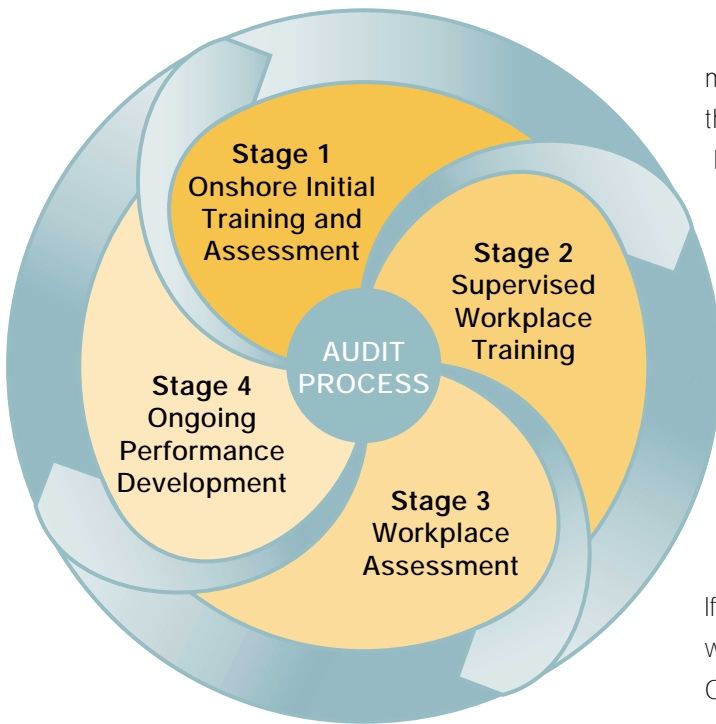 Stage 1
Onshore Initial
Training and
Assessment
Stage 2
Supervised
Workplace
Training
AUDIT
PROCESS
Stage 4
Ongoing
Performance
Development
Stage 3
Workplace
Assessment
If